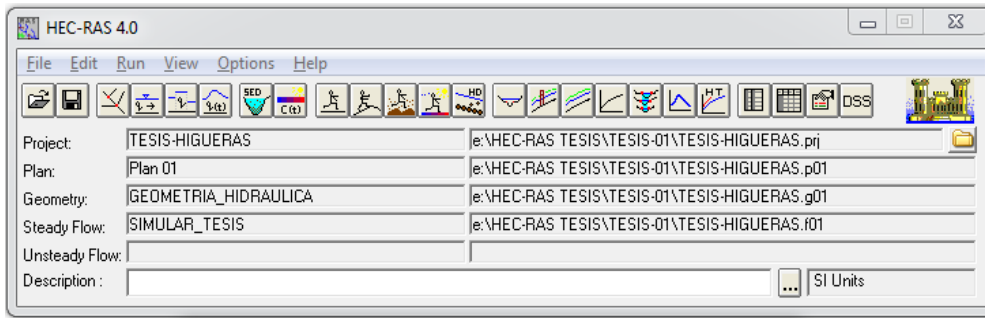 HEC-RAS 4.0
File Edit Run View Options Help
SED C(t) HD HT DSS
Project: TESIS-HIGUERAS e:\HEC-RAS TESIS\TESIS-01\TESIS-HIGUERAS.prj
Plan: Plan 01 e:\HEC-RAS TESIS\TESIS-01\TESIS-HIGUERAS.p01
Geometry: GEOMETRIA_HIDRAULICA e:\HEC-RAS TESIS\TESIS-01\TESIS-HIGUERAS.g01
Steady Flow: SIMULAR_TESIS e:\HEC-RAS TESIS\TESIS-01\TESIS-HIGUERAS.f01
Unsteady Flow:
Description : ... SI Units